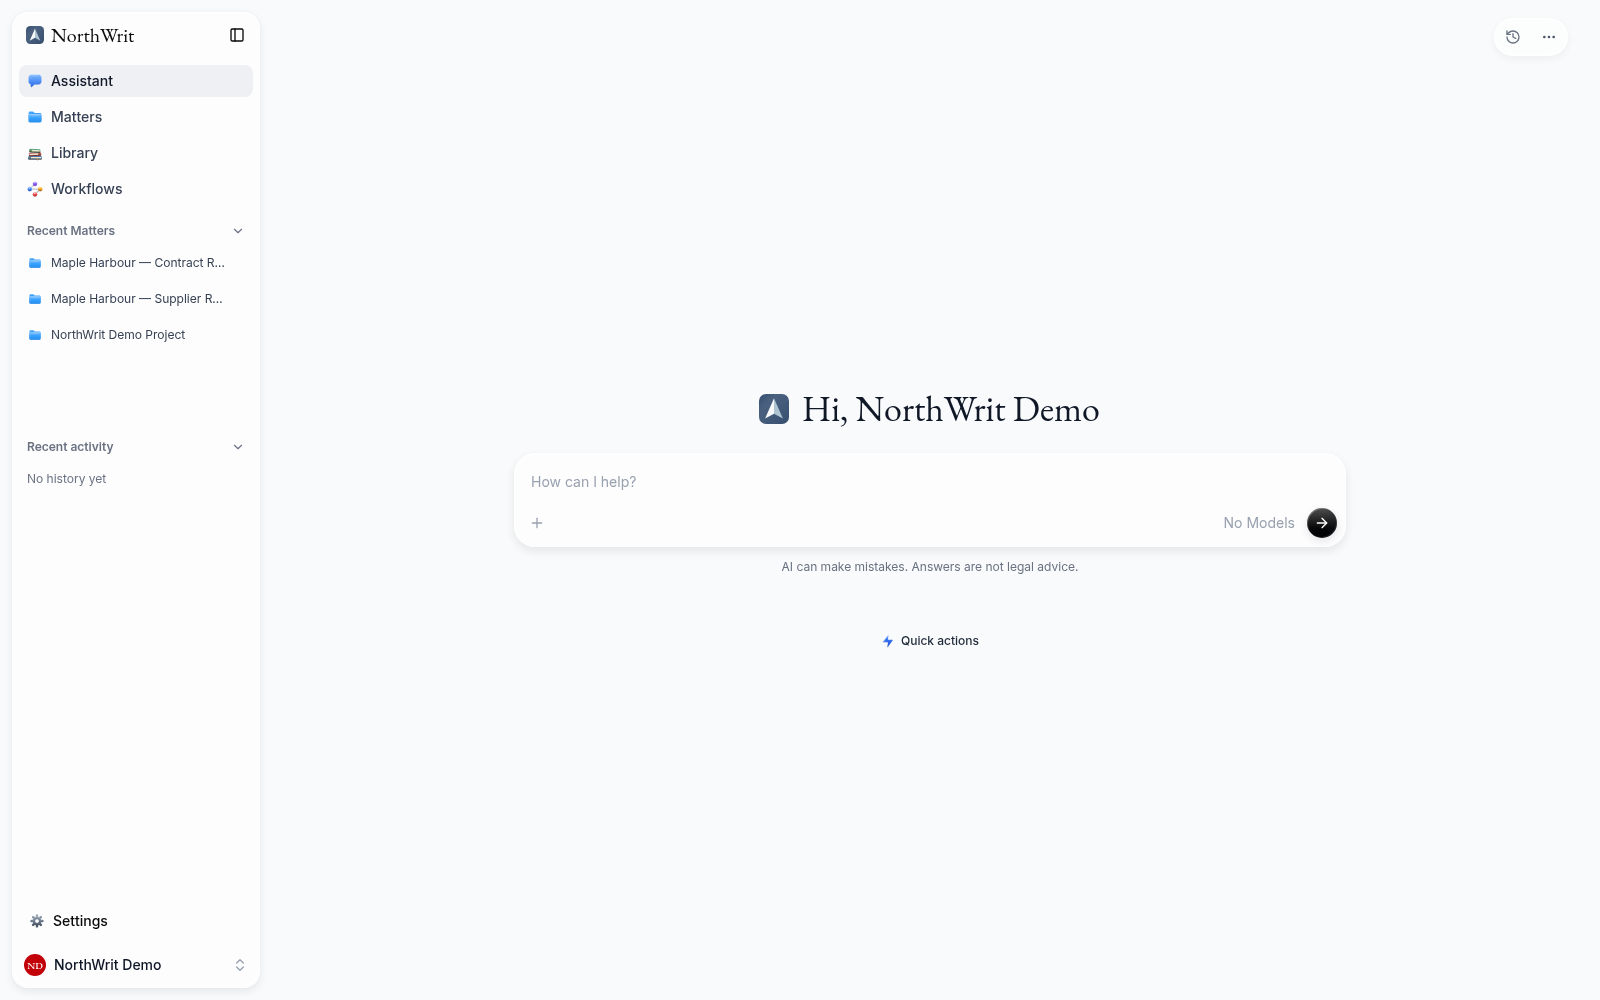 NorthWrit
Assistant
Matters
Library
Workflows
Recent Matters
Maple Harbour — Contract R...
Maple Harbour — Supplier R...
NorthWrit Demo Project
Recent activity
No history yet
Settings
ND
NorthWrit Demo
Hi, NorthWrit Demo
How can I help?
No Models
AI can make mistakes. Answers are not legal advice.
Quick actions